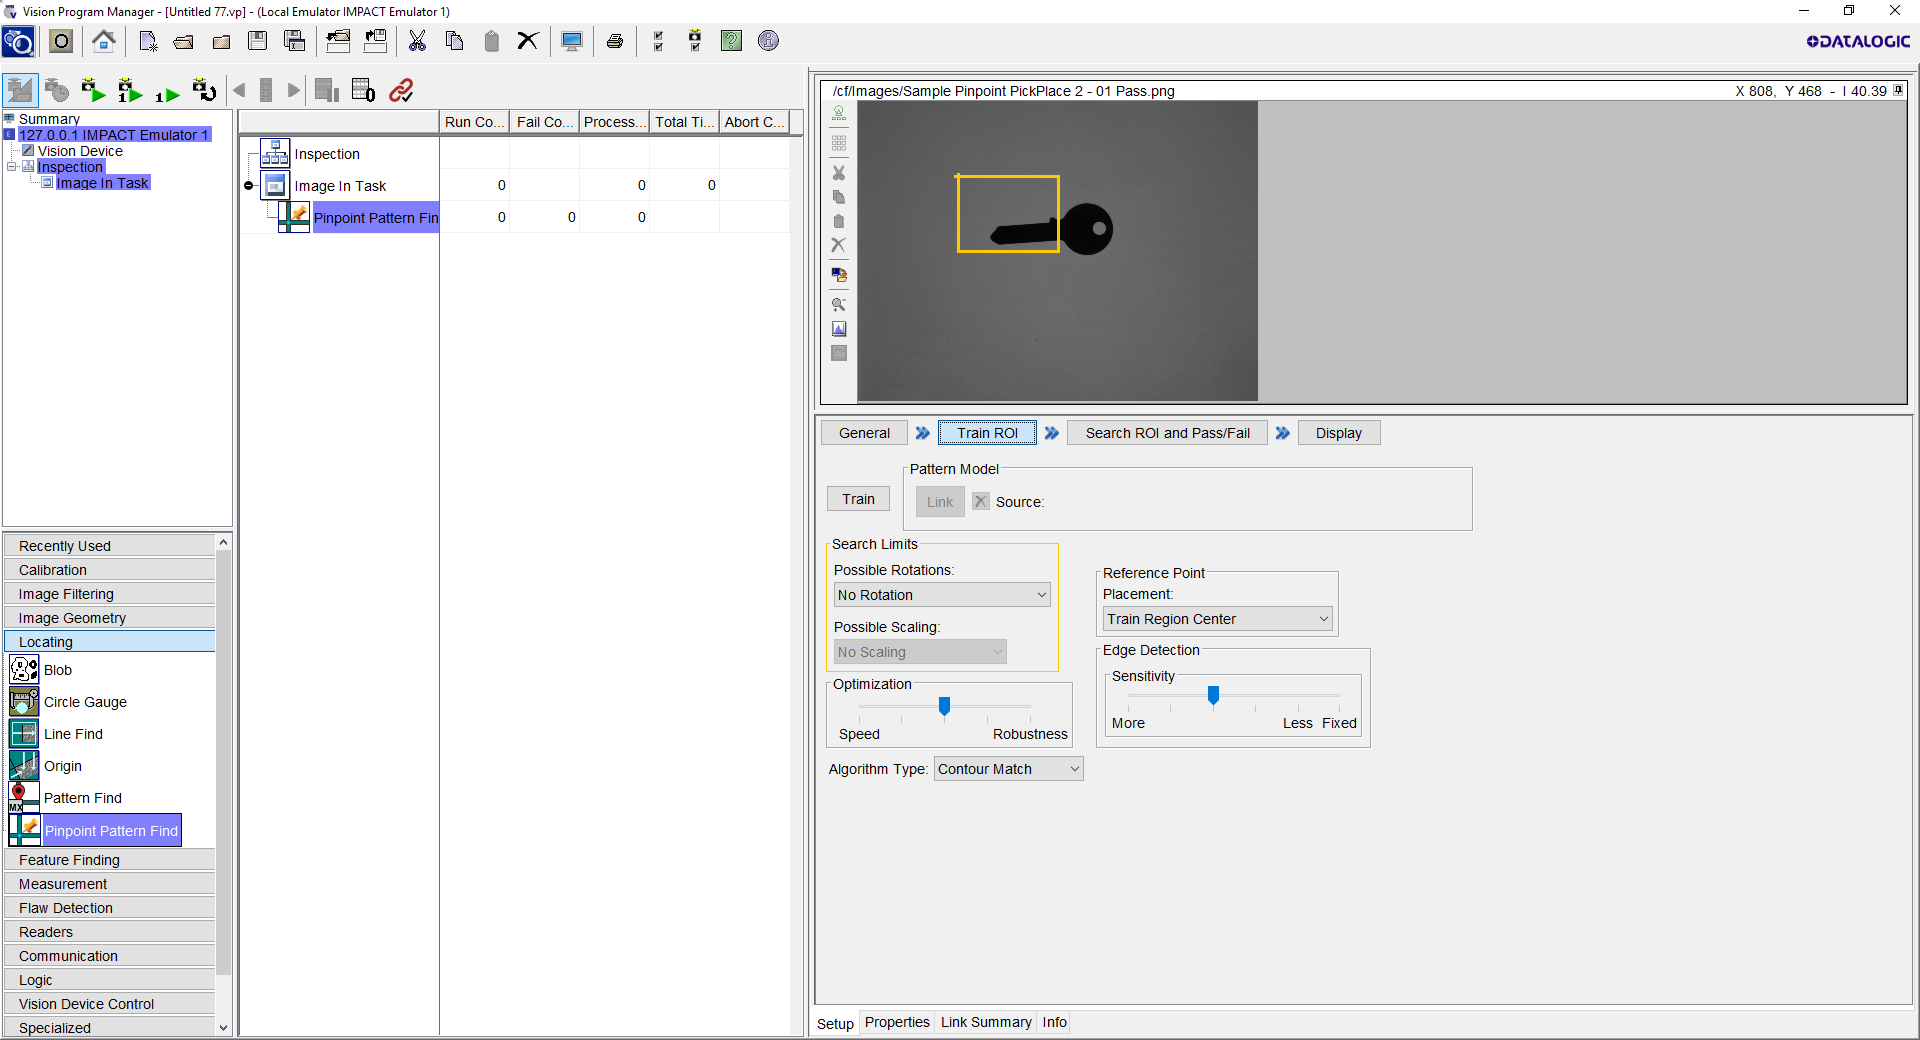 Vision Program Manager - [Untitled 77.vp] - (Local Emulator IMPACT Emulator 1)
DATALOGIC
Summary
127.0.0.1 IMPACT Emulator 1
Vision Device
Inspection
Image In Task
Run Co... Fail Co... Process... Total Ti... Abort C...
Inspection
Image In Task 0 0 0
Pinpoint Pattern Fin 0 0 0
/cf/Images/Sample Pinpoint PickPlace 2 - 01 Pass.png X 808, Y 468 - I 40.39
General Train ROI Search ROI and Pass/Fail Display
Pattern Model
Train Link Source:
Search Limits
Possible Rotations:
No Rotation
Possible Scaling:
No Scaling
Reference Point
Placement:
Train Region Center
Edge Detection
Sensitivity
More Less Fixed
Optimization
Speed Robustness
Algorithm Type: Contour Match
Recently Used
Calibration
Image Filtering
Image Geometry
Locating
Blob
Circle Gauge
Line Find
Origin
MX
Pattern Find
Pinpoint Pattern Find
Feature Finding
Measurement
Flaw Detection
Readers
Communication
Logic
Vision Device Control
Specialized
Setup Properties Link Summary Info